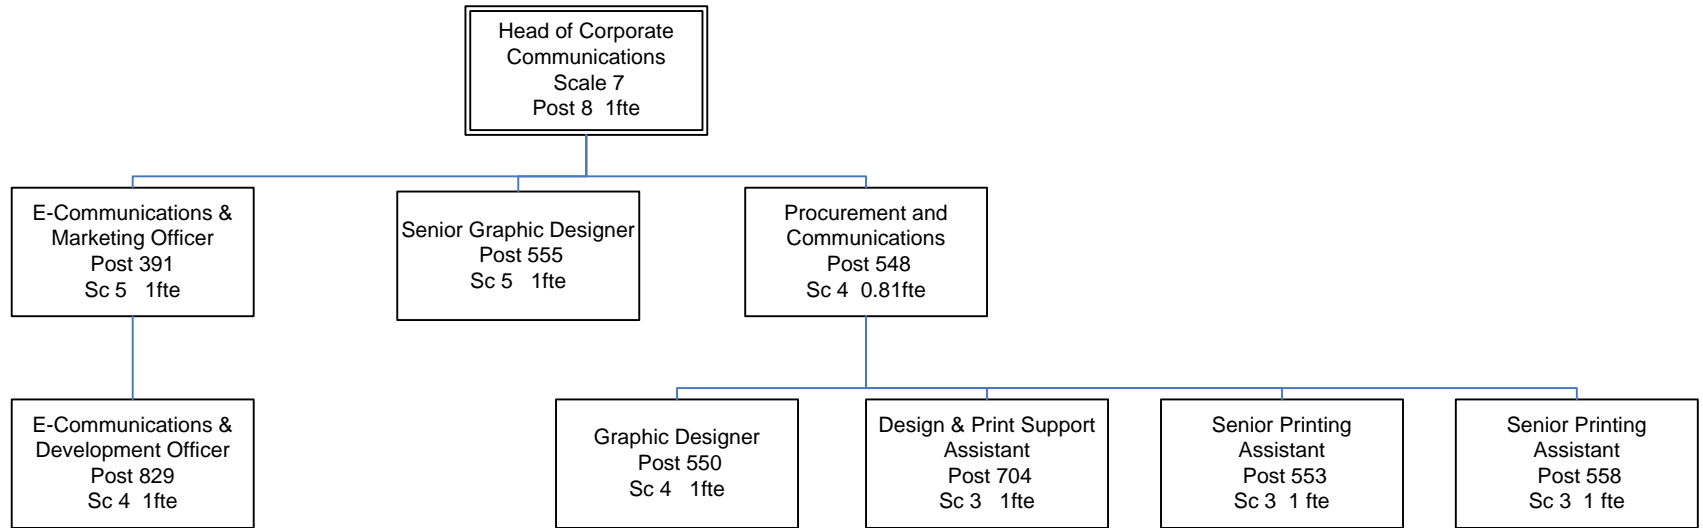 Head of Corporate
Communications
Scale 7
Post 8 1fte
E-Communications &
Marketing Officer
Post 391
Sc 5 1fte
Senior Graphic Designer
Post 555
Sc 5 1fte
Procurement and
Communications
Post 548
Sc 4 0.81fte
E-Communications &
Development Officer
Post 829
Sc 4 1fte
Graphic Designer
Post 550
Sc 4 1fte
Design & Print Support
Assistant
Post 704
Sc 3 1fte
Senior Printing
Assistant
Post 553
Sc 3 1 fte
Senior Printing
Assistant
Post 558
Sc 3 1 fte